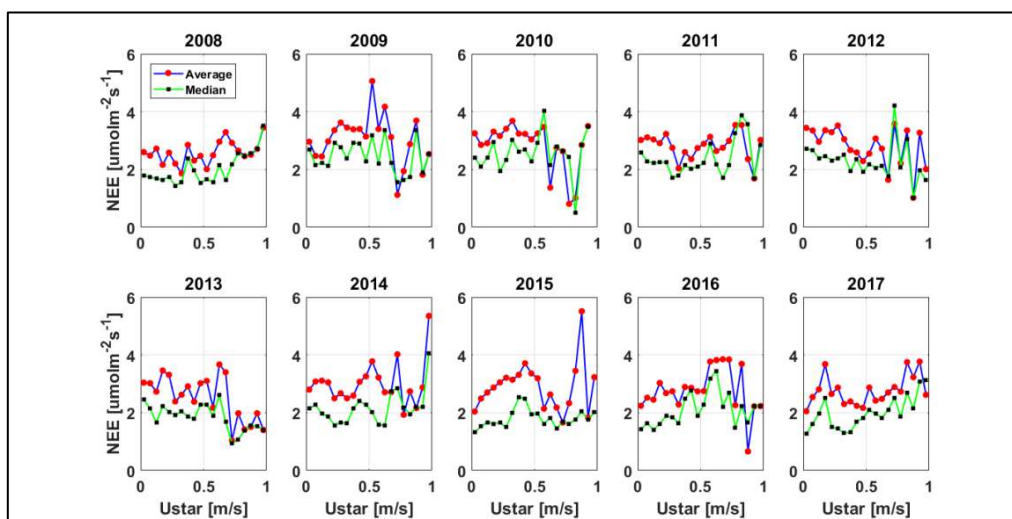 2008 2009 2010 2011 2012
6 6 6 6 6
Average
Median
4 4 4 4 4
2 2 2 2 2
0 0 0 0 0
NEE [umolm⁻²s⁻¹]
0 0.5 1 0 0.5 1 0 0.5 1 0 0.5 1 0 0.5 1
2013 2014 2015 2016 2017
6 6 6 6 6
4 4 4 4 4
2 2 2 2 2
0 0 0 0 0
NEE [umolm⁻²s⁻¹]
0 0.5 1 0 0.5 1 0 0.5 1 0 0.5 1 0 0.5 1
Ustar [m/s] Ustar [m/s] Ustar [m/s] Ustar [m/s] Ustar [m/s]